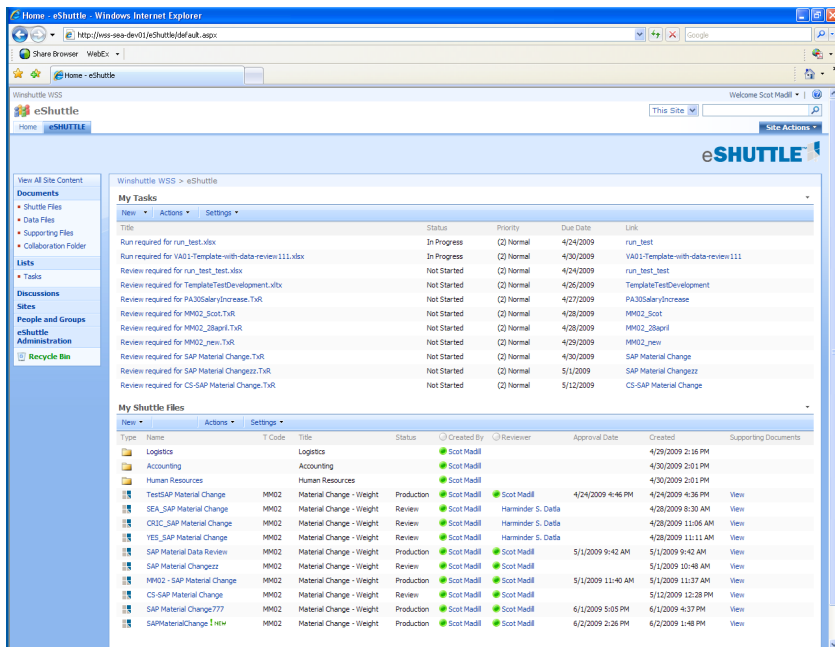 Home - eShuttle - Windows Internet Explorer
http://wss-sea-dev01/eShuttle/default.aspx Google
Share Browser WebEx
Home - eShuttle
Winshuttle WSS Welcome Scot Madill |
eShuttle This Site
Home eSHUTTLE Site Actions
eSHUTTLE
View All Site Content
Documents
Shuttle Files
Data Files
Supporting Files
Collaboration Folder
Lists
Tasks
Discussions
Sites
People and Groups
eShuttle
Administration
Recycle Bin
Winshuttle WSS > eShuttle
My Tasks
New Actions Settings
Title Status Priority Due Date Link
Run required for run_test.xlsx In Progress (2) Normal 4/24/2009 run_test
Run required for VA01-Template-with-data-review111.xlsx In Progress (2) Normal 4/30/2009 VA01-Template-with-data-review111
Review required for run_test_test.xlsx Not Started (2) Normal 4/24/2009 run_test_test
Review required for TemplateTestDevelopment.xltx Not Started (2) Normal 4/26/2009 TemplateTestDevelopment
Review required for PA30SalaryIncrease.TxR Not Started (2) Normal 4/27/2009 PA30SalaryIncrease
Review required for MM02_Scot.TxR Not Started (2) Normal 4/28/2009 MM02_Scot
Review required for MM02_28april.TxR Not Started (2) Normal 4/28/2009 MM02_28april
Review required for MM02_new.TxR Not Started (2) Normal 4/29/2009 MM02_new
Review required for SAP Material Change.TxR Not Started (2) Normal 4/30/2009 SAP Material Change
Review required for SAP Material Changezz.TxR Not Started (2) Normal 5/1/2009 SAP Material Changezz
Review required for CS-SAP Material Change.TxR Not Started (2) Normal 5/12/2009 CS-SAP Material Change
My Shuttle Files
New Actions Settings
Type Name T Code Title Status Created By Reviewer Approval Date Created Supporting Documents
Logistics Logistics Scot Madill 4/29/2009 2:16 PM
Accounting Accounting Scot Madill 4/30/2009 2:01 PM
Human Resources Human Resources Scot Madill 4/30/2009 2:01 PM
TestSAP Material Change MM02 Material Change - Weight Production Scot Madill Scot Madill 4/24/2009 4:46 PM 4/24/2009 4:36 PM View
SEA_SAP Material Change MM02 Material Change - Weight Review Scot Madill Harminder S. Datla 4/28/2009 8:30 AM View
CRIC_SAP Material Change MM02 Material Change - Weight Review Scot Madill Harminder S. Datla 4/28/2009 11:06 AM View
YES_SAP Material Change MM02 Material Change - Weight Review Scot Madill Harminder S. Datla 4/28/2009 11:11 AM View
SAP Material Data Review MM02 Material Change - Weight Production Scot Madill Scot Madill 5/1/2009 9:42 AM 5/1/2009 9:42 AM View
SAP Material Changezz MM02 Material Change - Weight Review Scot Madill Scot Madill 5/1/2009 10:48 AM View
MM02 - SAP Material Change MM02 Material Change - Weight Production Scot Madill Scot Madill 5/1/2009 11:40 AM 5/1/2009 11:37 AM View
CS-SAP Material Change MM02 Material Change - Weight Review Scot Madill Scot Madill 5/12/2009 12:28 PM View
SAP Material Change777 MM02 Material Change - Weight Production Scot Madill Scot Madill 6/1/2009 5:05 PM 6/1/2009 4:37 PM View
SAPMaterialChange ! NEW MM02 Material Change - Weight Production Scot Madill Scot Madill 6/2/2009 2:26 PM 6/2/2009 1:48 PM View